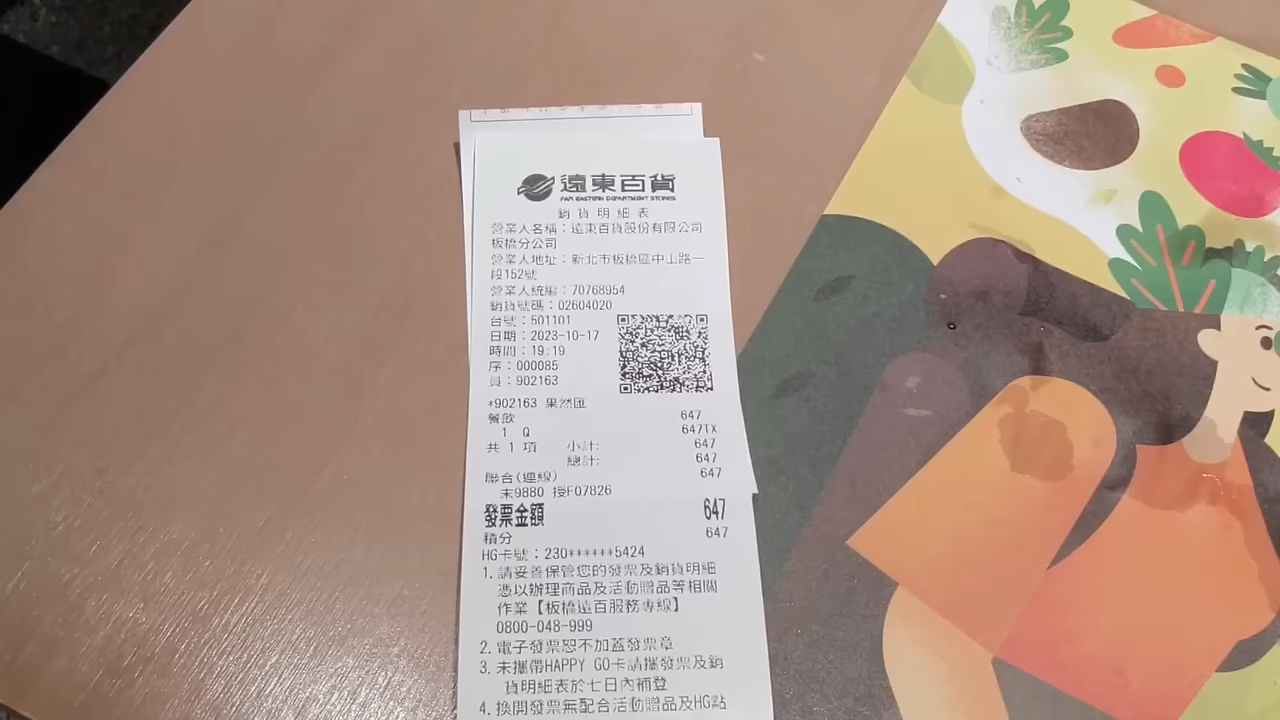 遠東百貨
FAR EASTERN DEPARTMENT STORES
銷貨明細表
營業人名稱:遠東百貨股份有限公司
板橋分公司
營業人地址:新北市板橋區中山路一
段152號
營業人統編:70768954
銷貨號碼:02604020
台號:501101
日期:2023-10-17
時間:19:19
序:000085
員:902163
*902163 果然匯
餐飲 647
1 Q 647TX
共 1 項 小計: 647
總計: 647
聯合(連線) 647
末9880 授F07826
發票金額 647
積分 647
HG卡號:230******5424
1. 請妥善保管您的發票及銷貨明細
憑以辦理商品及活動贈品等相關
作業【板橋遠百服務專線】
0800-048-999
2. 電子發票恕不加蓋發票章
3. 未攜帶HAPPY GO卡請攜發票及銷
貨明細表於七日內補登
4. 換開發票無配合活動贈品及HG點